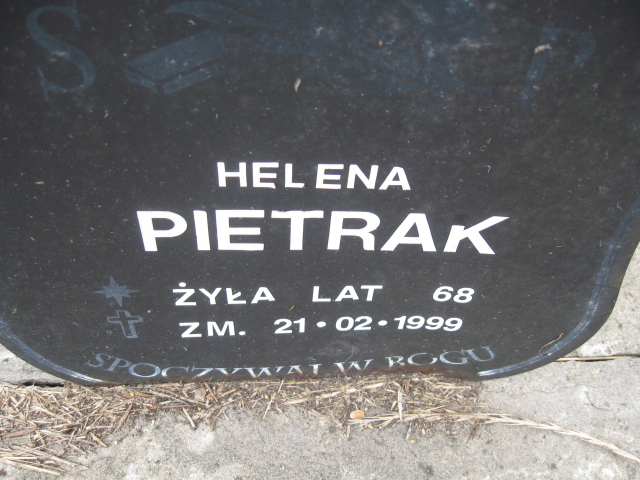 S P
HELENA
PIETRAK
ŻYŁA LAT 68
ZM. 21•02•1999
SPOCZYWAJ W BOGU